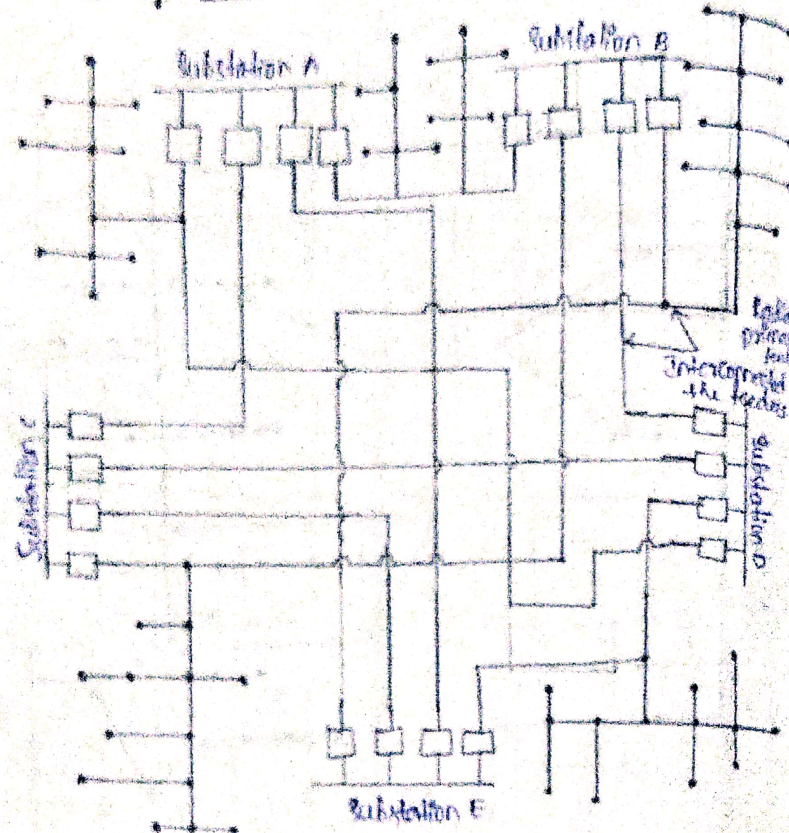 Substation A
Substation B
Interconnected
the feeders
Substation C
Substation D
Substation E